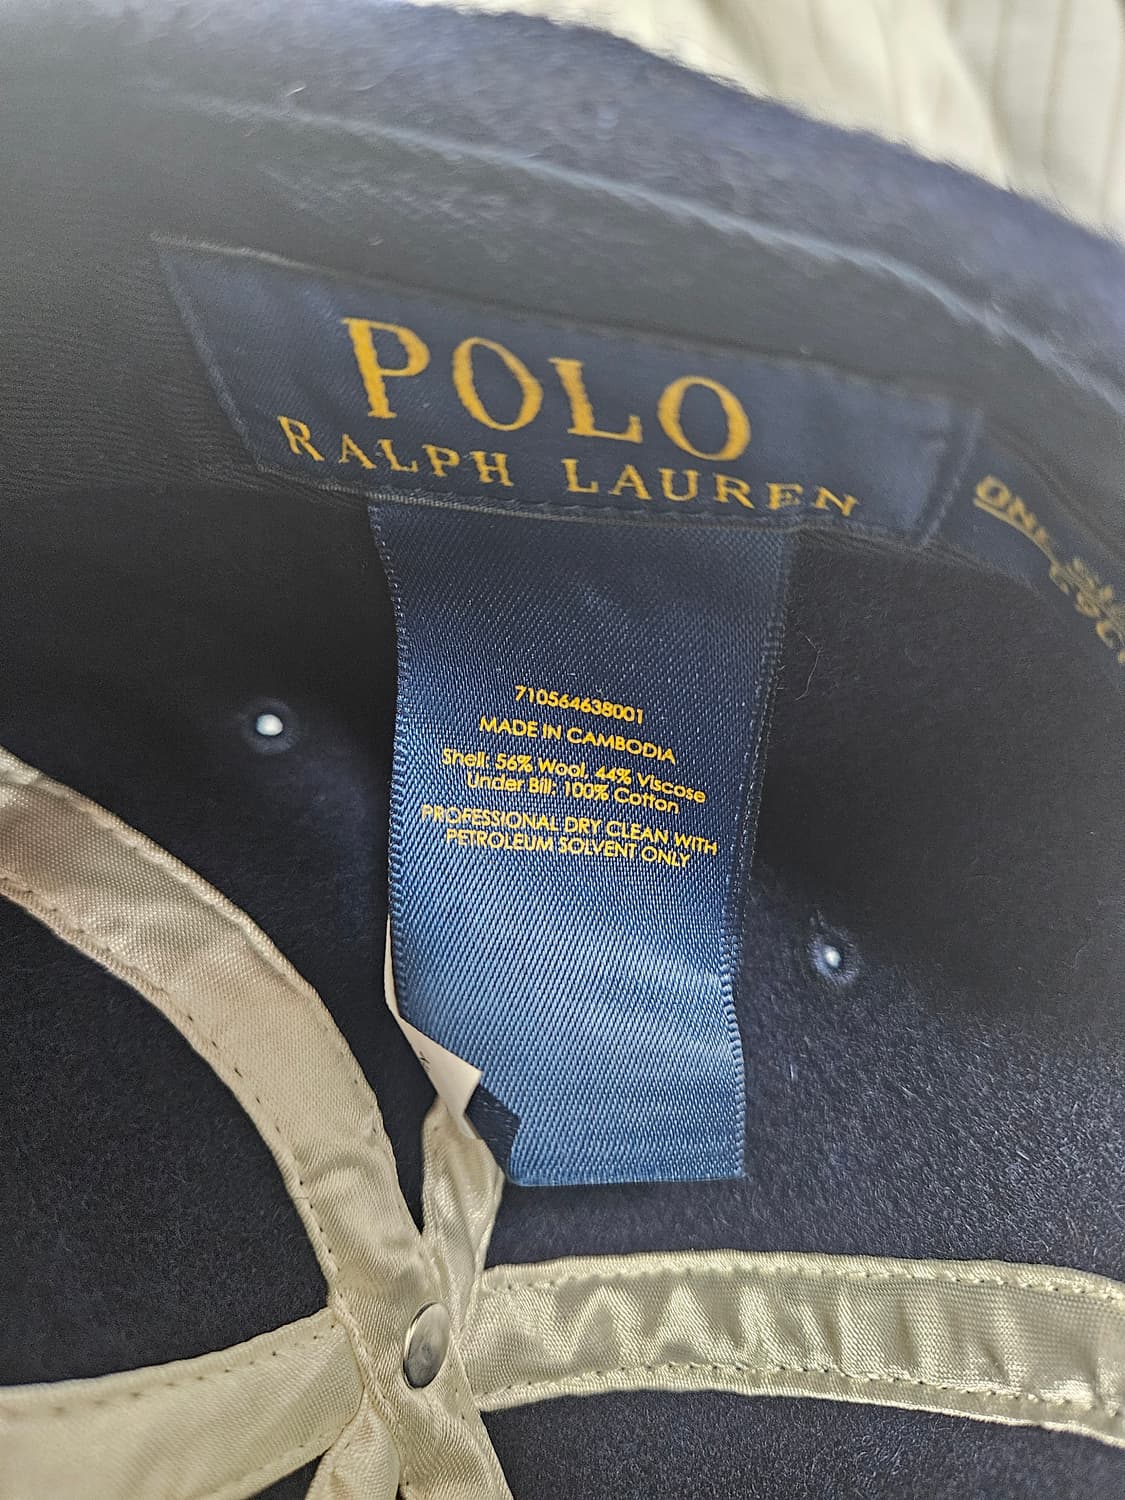 POLO
RALPH LAUREN
ONE
710564638001
MADE IN CAMBODIA
Shell: 56% Wool, 44% Viscose
Under Bill: 100% Cotton
PROFESSIONAL DRY CLEAN WITH
PETROLEUM SOLVENT ONLY